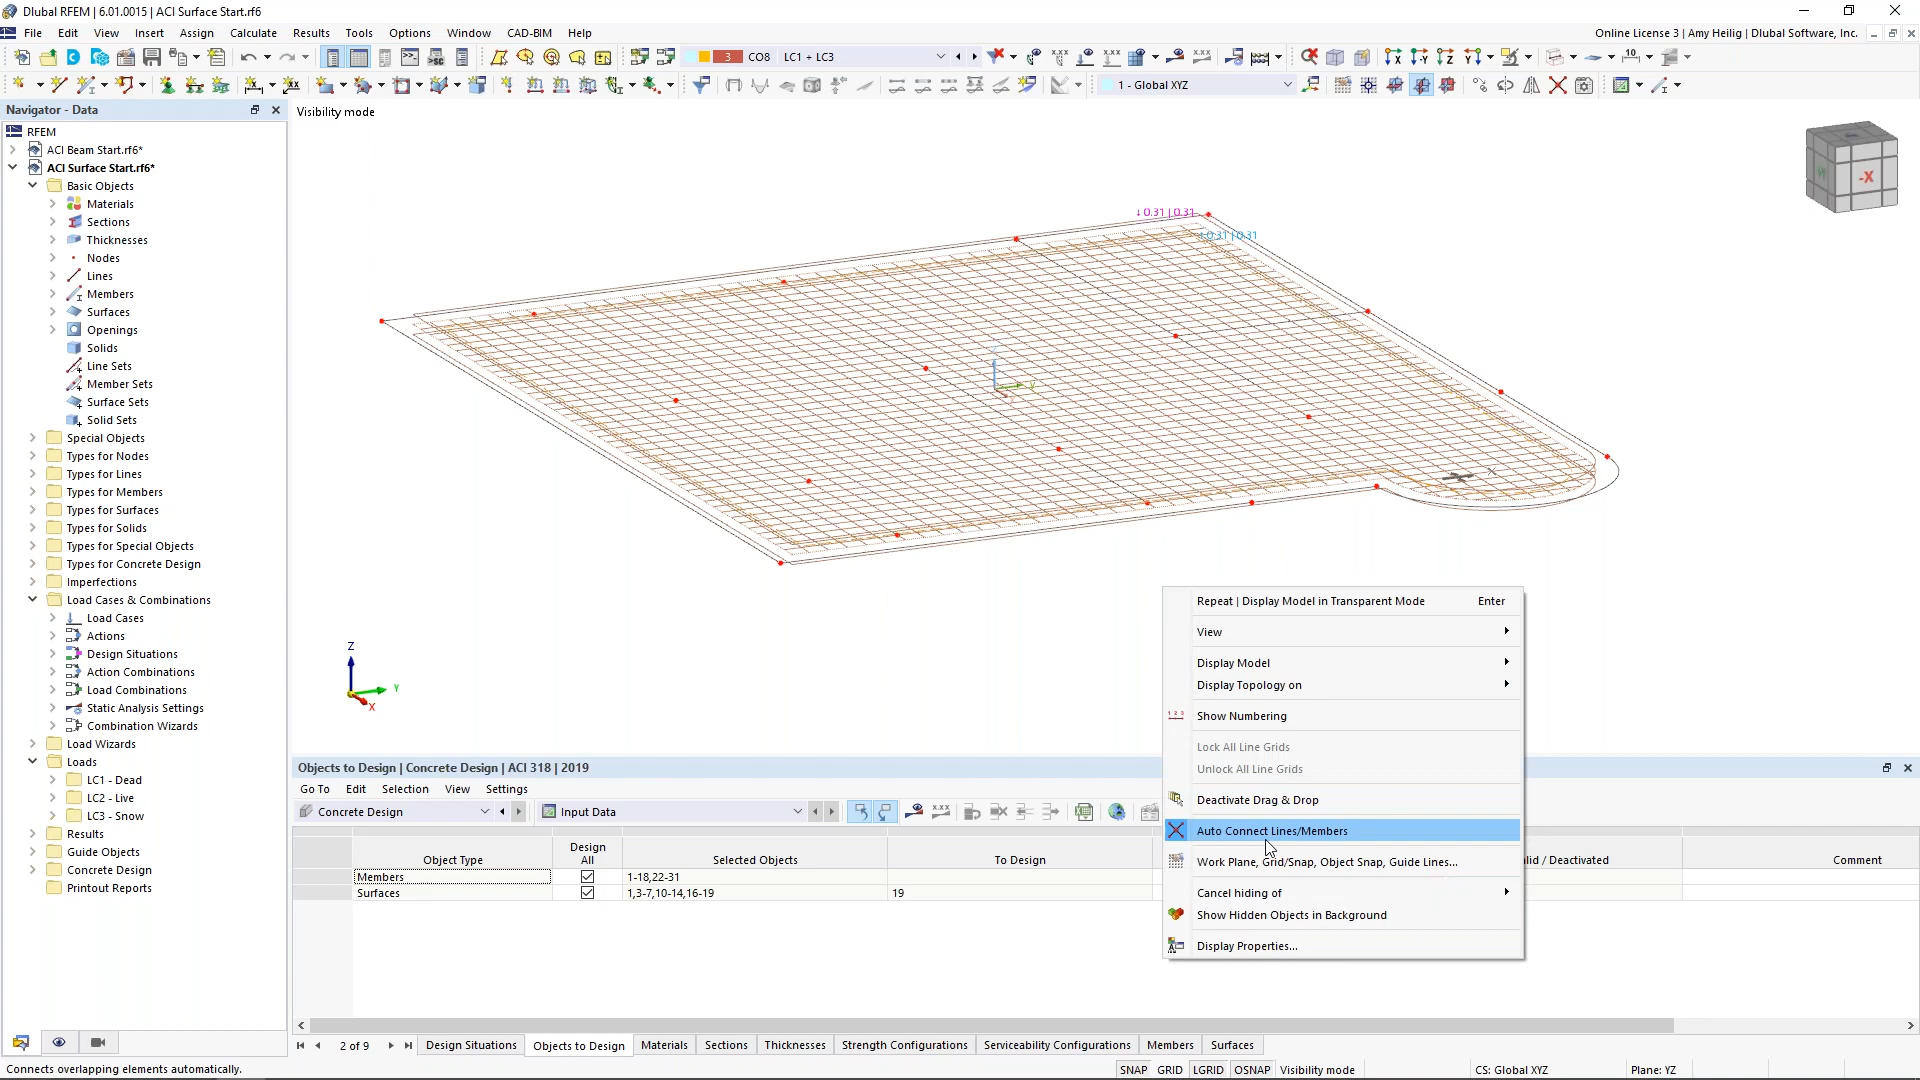 Dlubal RFEM | 6.01.0015 | ACI Surface Start.rf6
File Edit View Insert Assign Calculate Results Tools Options Window CAD-BIM Help
Online License 3 | Amy Heilig | Dlubal Software, Inc.
3 CO8 LC1 + LC3
1 - Global XYZ
Navigator - Data
Visibility mode
RFEM
ACI Beam Start.rf6*
ACI Surface Start.rf6*
Basic Objects
Materials
Sections
Thicknesses
Nodes
Lines
Members
Surfaces
Openings
Solids
Line Sets
Member Sets
Surface Sets
Solid Sets
Special Objects
Types for Nodes
Types for Lines
Types for Members
Types for Surfaces
Types for Solids
Types for Special Objects
Types for Concrete Design
Imperfections
Load Cases & Combinations
Load Cases
Actions
Design Situations
Action Combinations
Load Combinations
Static Analysis Settings
Combination Wizards
Load Wizards
Loads
LC1 - Dead
LC2 - Live
LC3 - Snow
Results
Guide Objects
Concrete Design
Printout Reports
↓0.31 | 0.31
0.31 | 0.31
-X
Z
Y
X
Repeat | Display Model in Transparent Mode Enter
View
Display Model
Display Topology on
Show Numbering
Lock All Line Grids
Unlock All Line Grids
Deactivate Drag & Drop
Auto Connect Lines/Members
Work Plane, Grid/Snap, Object Snap, Guide Lines...
Cancel hiding of
Show Hidden Objects in Background
Display Properties...
Objects to Design | Concrete Design | ACI 318 | 2019
Go To Edit Selection View Settings
Concrete Design Input Data
Object Type Design All Selected Objects To Design lid / Deactivated Comment
Members 1-18,22-31
Surfaces 1,3-7,10-14,16-19 19
2 of 9 Design Situations Objects to Design Materials Sections Thicknesses Strength Configurations Serviceability Configurations Members Surfaces
Connects overlapping elements automatically.
SNAP GRID LGRID OSNAP Visibility mode CS: Global XYZ Plane: YZ